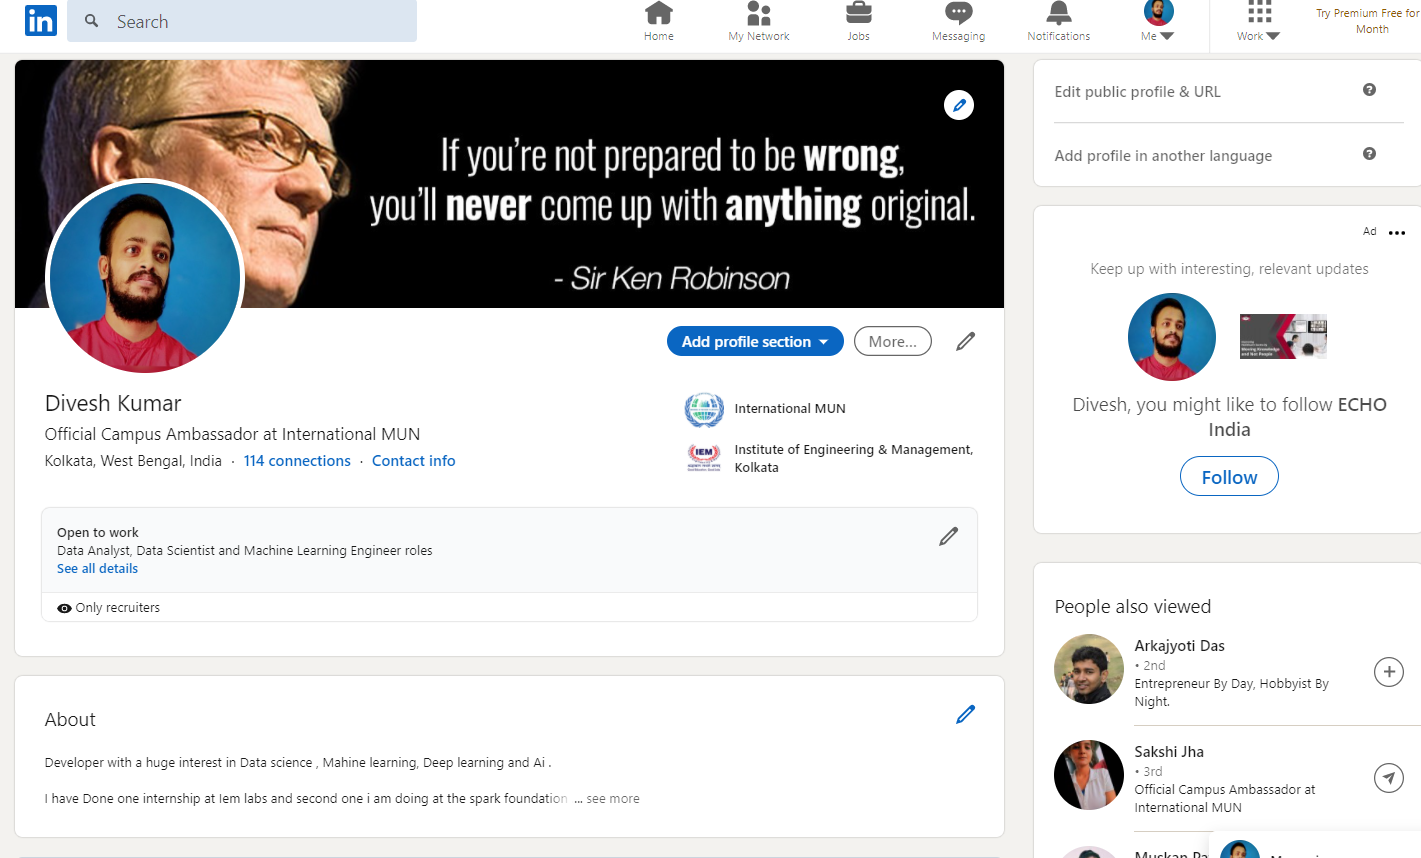 in
Search
Home
My Network
Jobs
Messaging
Notifications
Me
Work
Try Premium Free for
Month
If you're not prepared to be wrong,
you'll never come up with anything original.
- Sir Ken Robinson
Add profile section
More...
Divesh Kumar
Official Campus Ambassador at International MUN
Kolkata, West Bengal, India · 114 connections · Contact info
International MUN
IEM
Institute of Engineering & Management,
Kolkata
Open to work
Data Analyst, Data Scientist and Machine Learning Engineer roles
See all details
Only recruiters
About
Developer with a huge interest in Data science , Mahine learning, Deep learning and Ai .
I have Done one internship at Iem labs and second one i am doing at the spark foundation ... see more
Edit public profile & URL
Add profile in another language
Ad
Keep up with interesting, relevant updates
Divesh, you might like to follow ECHO
India
Follow
People also viewed
Arkajyoti Das
• 2nd
Entrepreneur By Day, Hobbyist By
Night.
Sakshi Jha
• 3rd
Official Campus Ambassador at
International MUN